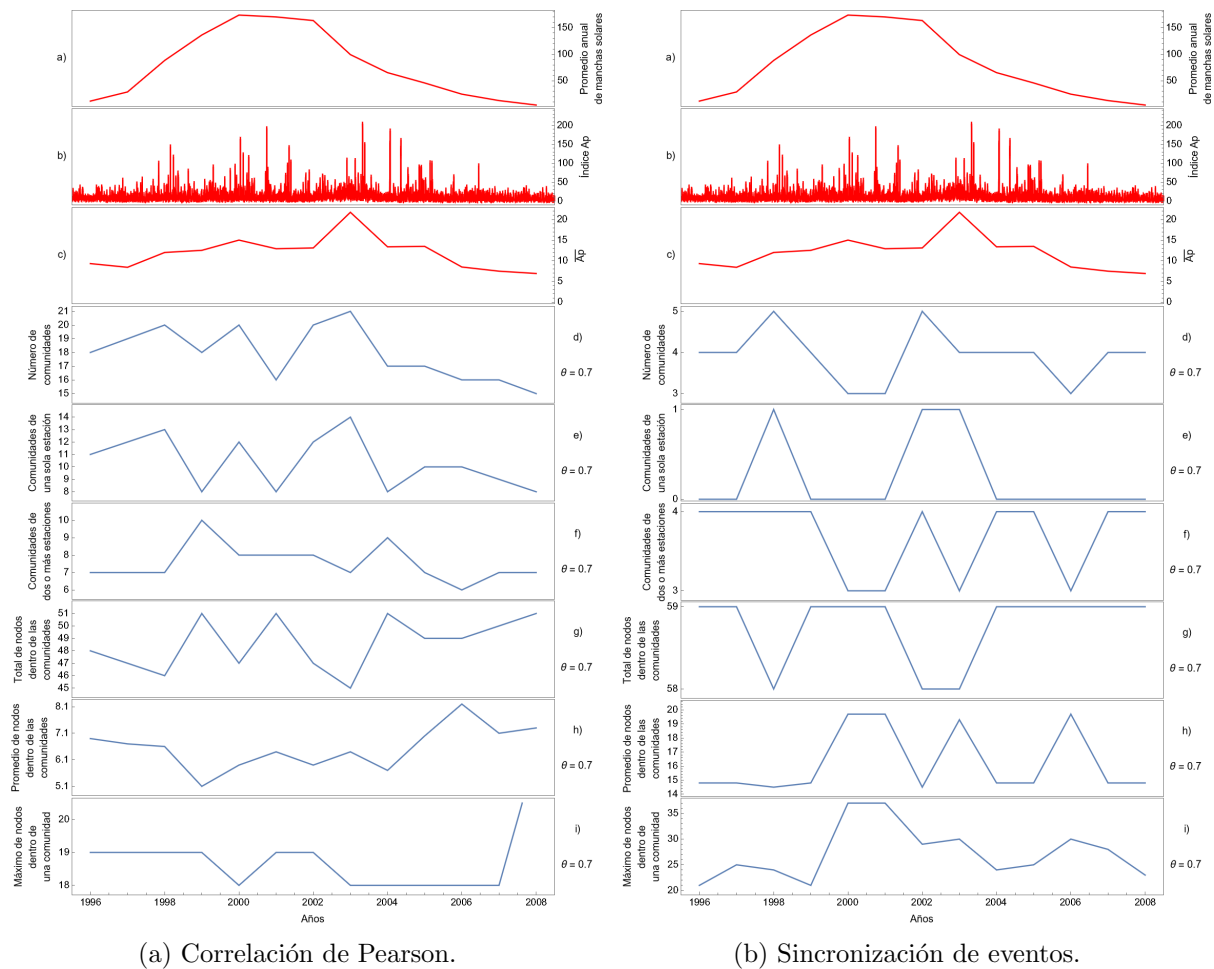 a)
150
100
50
Promedio anual
de manchas solares
b)
200
150
100
50
0
Índice Ap
c)
20
15
10
5
0
Ap
Número de
comunidades
21
20
19
18
17
16
15
d)
θ = 0.7
Comunidades de
una sola estación
14
13
12
11
10
9
8
e)
θ = 0.7
Comunidades de
dos o más estaciones
10
9
8
7
6
f)
θ = 0.7
Total de nodos
dentro de las
comunidades
51
50
49
48
47
46
45
g)
θ = 0.7
Promedio de nodos
dentro de las
comunidades
8.1
7.1
6.1
5.1
h)
θ = 0.7
Máximo de nodos
dentro de
una comunidad
20
19
18
i)
θ = 0.7
1996 1998 2000 2002 2004 2006 2008
Años
(a) Correlación de Pearson.
a)
150
100
50
Promedio anual
de manchas solares
b)
200
150
100
50
0
Índice Ap
c)
20
15
10
5
0
Ap
Número de
comunidades
5
4
3
d)
θ = 0.7
Comunidades de
una sola estación
1
0
e)
θ = 0.7
Comunidades de
dos o más estaciones
4
3
f)
θ = 0.7
Total de nodos
dentro de las
comunidades
59
58
g)
θ = 0.7
Promedio de nodos
dentro de las
comunidades
20
19
18
17
16
15
14
h)
θ = 0.7
Máximo de nodos
dentro de
una comunidad
35
30
25
20
i)
θ = 0.7
1996 1998 2000 2002 2004 2006 2008
Años
(b) Sincronización de eventos.